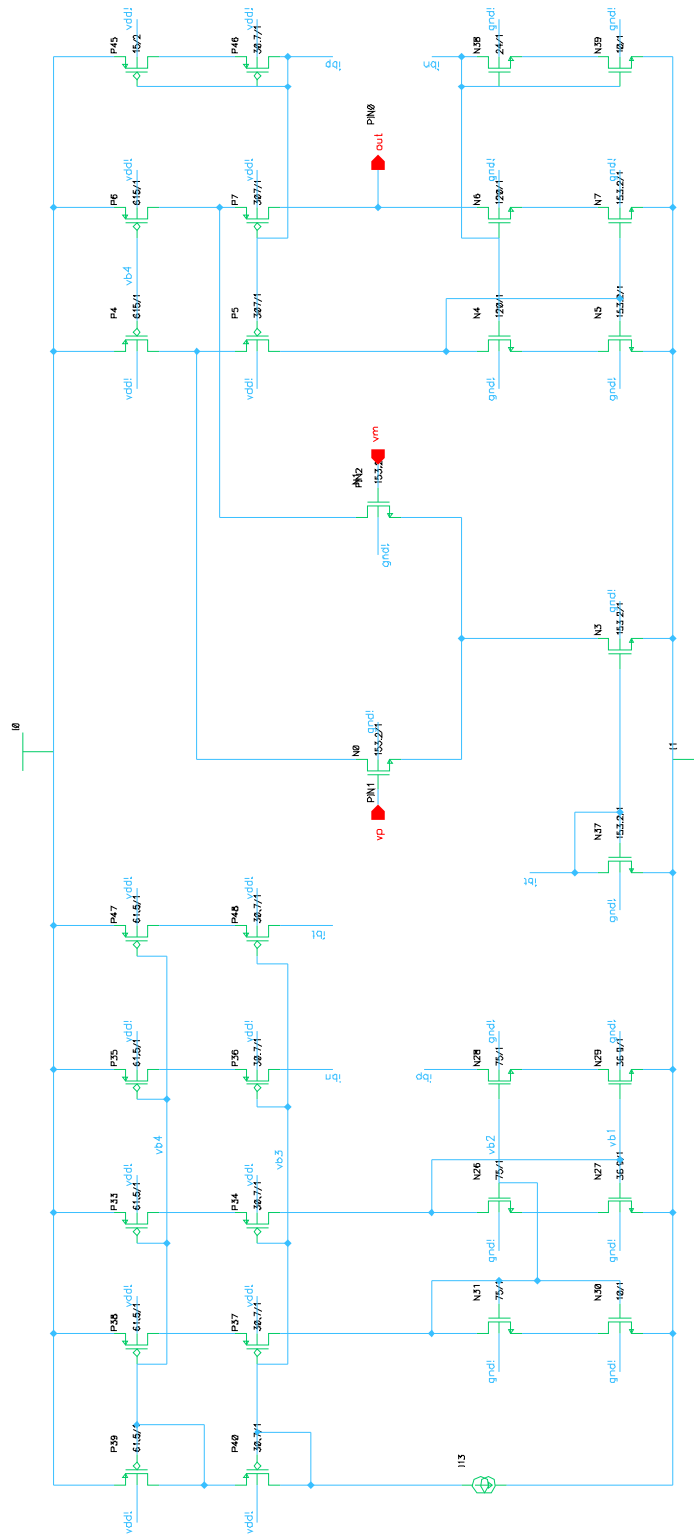 vdd!
P45
15/2
vdd!
P46
30.7/1
ibp
ibn
gnd!
N38
24/1
gnd!
N39
10/1
PIN0
out
vdd!
P6
615/1
vdd!
P7
307/1
gnd!
N6
120/1
gnd!
N7
153.2/1
vb4
P4
615/1
vdd!
P5
307/1
vdd!
N4
120/1
gnd!
N5
153.2/1
gnd!
vm
PIN2
gnd!
gnd!
N3
153.2/1
I0
gnd!
N0
153.2/1
PIN1
vp
I1
N37
153.2/1
gnd!
ibt
vdd!
P47
61.5/1
vdd!
P48
30.7/1
ibt
vdd!
P35
61.5/1
vdd!
P36
30.7/1
ibn
ibp
gnd!
N28
75/1
gnd!
N29
36.9/1
vb4
vb3
vb2
vb1
vdd!
P33
61.5/1
vdd!
P34
30.7/1
N26
75/1
gnd!
N27
36.9/1
gnd!
vdd!
P38
61.5/1
vdd!
P37
30.7/1
N31
75/1
gnd!
N30
10/1
gnd!
P39
61.5/1
vdd!
P40
30.7/1
vdd!
I13